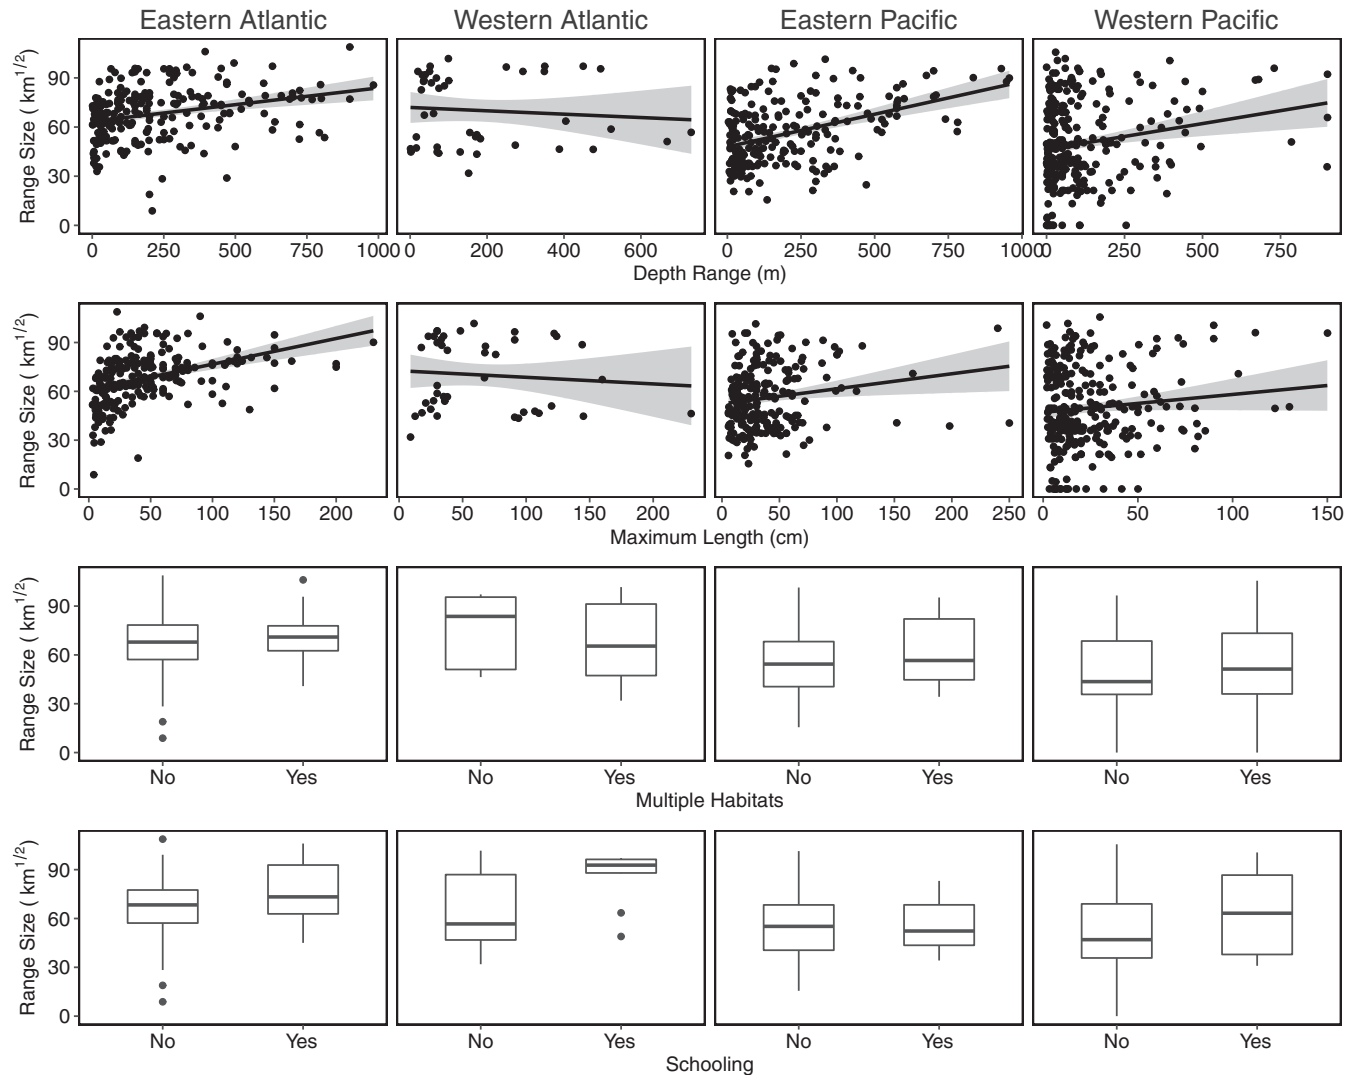 Eastern Atlantic Western Atlantic Eastern Pacific Western Pacific
Range Size ( km1/2)
90
60
30
0
0 250 500 750 1000 0 200 400 600 0 250 500 750 1000 0 250 500 750
Depth Range (m)
Range Size ( km1/2)
90
60
30
0
0 50 100 150 200 0 50 100 150 200 0 50 100 150 200 250 0 50 100 150
Maximum Length (cm)
Range Size ( km1/2)
90
60
30
0
No Yes No Yes No Yes No Yes
Multiple Habitats
Range Size ( km1/2)
90
60
30
0
No Yes No Yes No Yes No Yes
Schooling